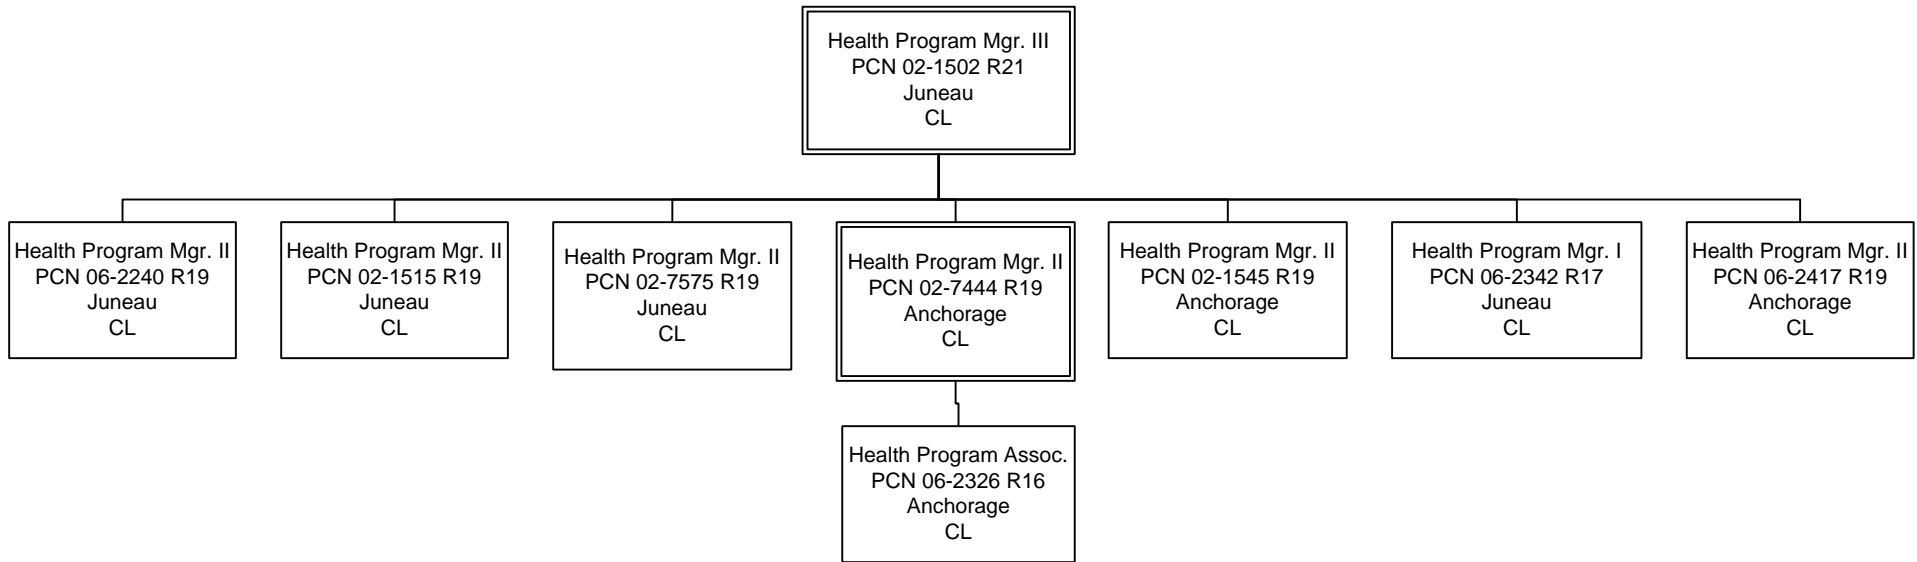 Health Program Mgr. III
PCN 02-1502 R21
Juneau
CL
Health Program Mgr. II
PCN 06-2240 R19
Juneau
CL
Health Program Mgr. II
PCN 02-1515 R19
Juneau
CL
Health Program Mgr. II
PCN 02-7575 R19
Juneau
CL
Health Program Mgr. II
PCN 02-7444 R19
Anchorage
CL
Health Program Mgr. II
PCN 02-1545 R19
Anchorage
CL
Health Program Mgr. I
PCN 06-2342 R17
Juneau
CL
Health Program Mgr. II
PCN 06-2417 R19
Anchorage
CL
Health Program Assoc.
PCN 06-2326 R16
Anchorage
CL